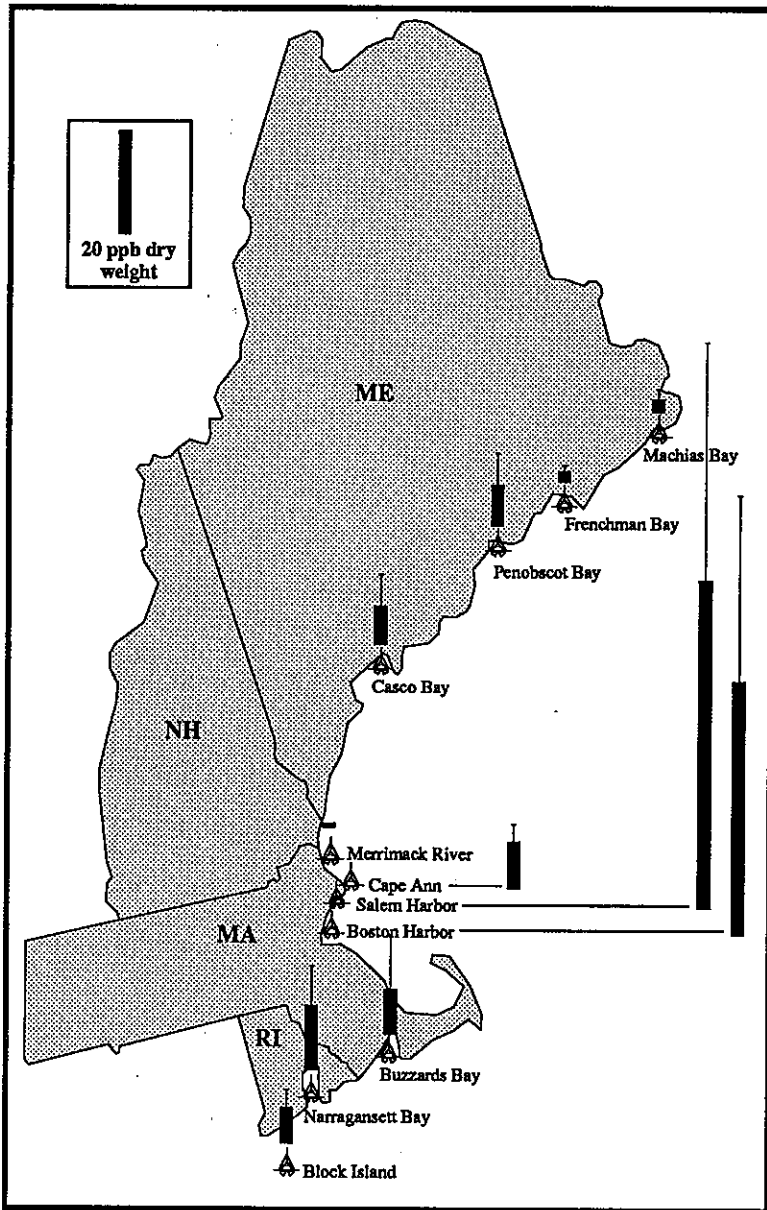 20 ppb dry
weight
ME
Machias Bay
Frenchman Bay
Penobscot Bay
Casco Bay
NH
Merrimack River
Cape Ann
Salem Harbor
MA
Boston Harbor
RI
Buzzards Bay
Narragansett Bay
Block Island